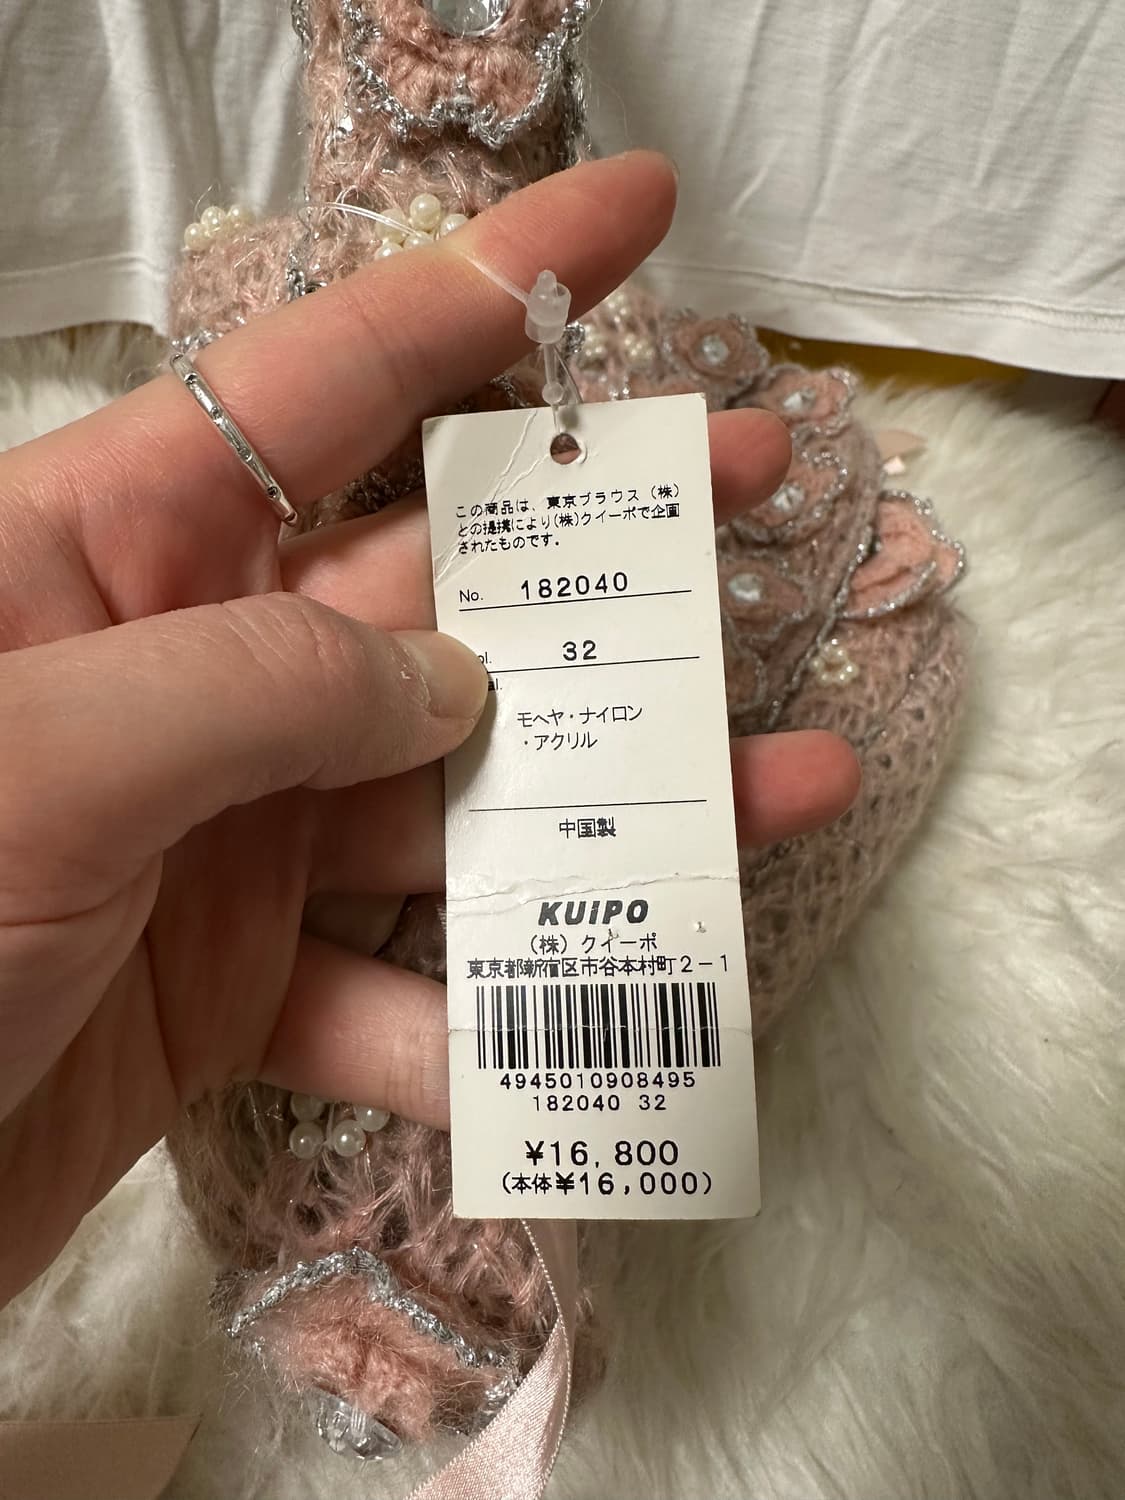 この商品は、東京ブラウス（株）
との提携により(株)クイーポで企画
されたものです.
No. 182040
ol. 32
al.
モヘヤ・ナイロン
・アクリル
中国製
KUIPO
（株）クイーポ
東京都新宿区市谷本村町2－1
4945010908495
182040 32
¥16,800
(本体¥16,000)